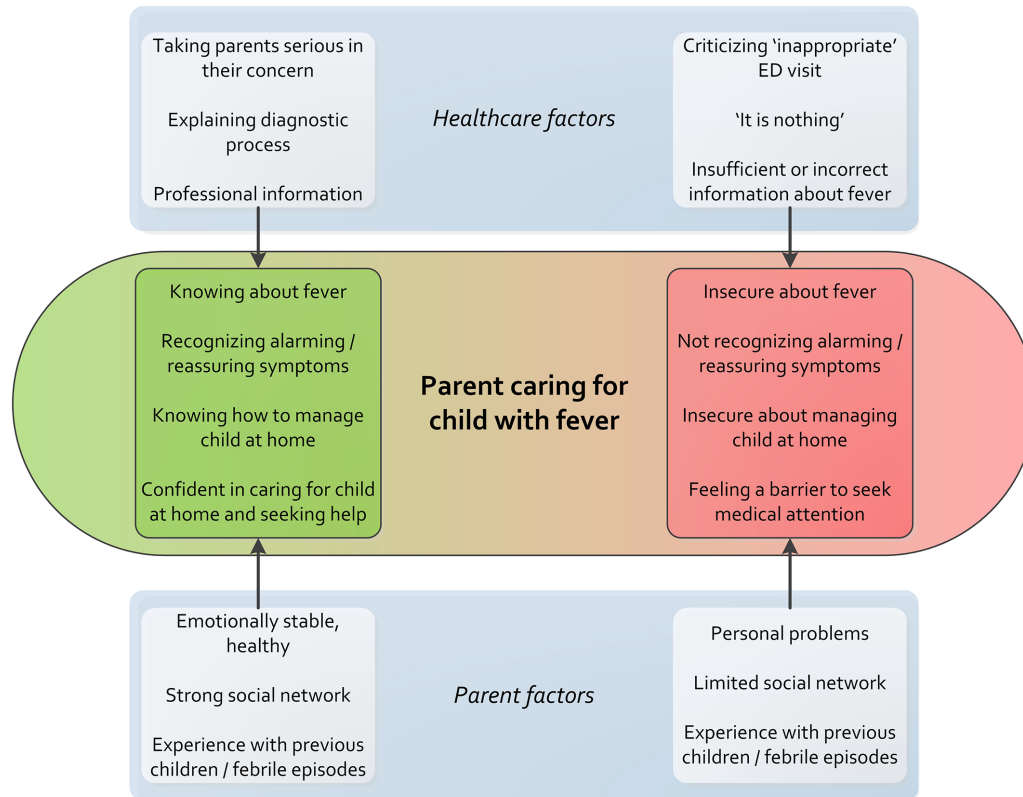 Taking parents serious in
their concern
Explaining diagnostic
process
Professional information
Healthcare factors
Criticizing ‘inappropriate’
ED visit
‘It is nothing’
Insufficient or incorrect
information about fever
Knowing about fever
Recognizing alarming /
reassuring symptoms
Knowing how to manage
child at home
Confident in caring for child
at home and seeking help
Parent caring for
child with fever
Insecure about fever
Not recognizing alarming /
reassuring symptoms
Insecure about managing
child at home
Feeling a barrier to seek
medical attention
Emotionally stable,
healthy
Strong social network
Experience with previous
children / febrile episodes
Parent factors
Personal problems
Limited social network
Experience with previous
children / febrile episodes